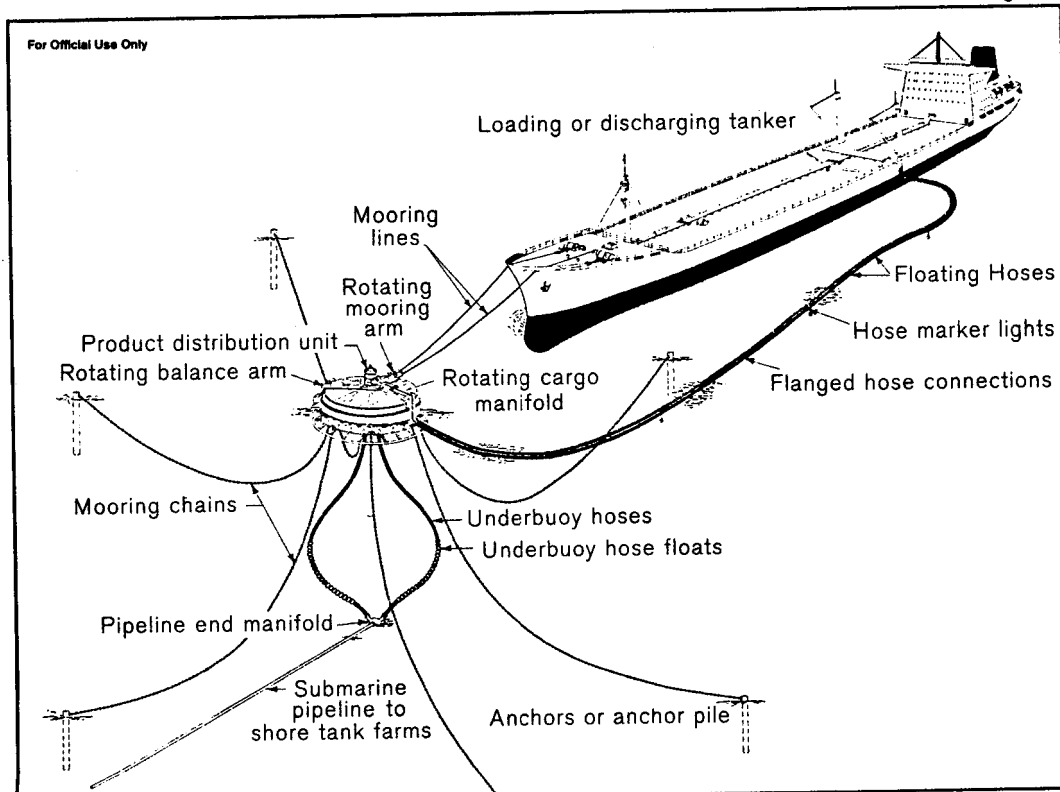 For Official Use Only
Loading or discharging tanker
Mooring
lines
Rotating
mooring
arm
Floating Hoses
Hose marker lights
Product distribution unit
Rotating balance arm
Rotating cargo
manifold
Flanged hose connections
Mooring chains
Underbuoy hoses
Underbuoy hose floats
Pipeline end manifold
Submarine
pipeline to
shore tank farms
Anchors or anchor pile